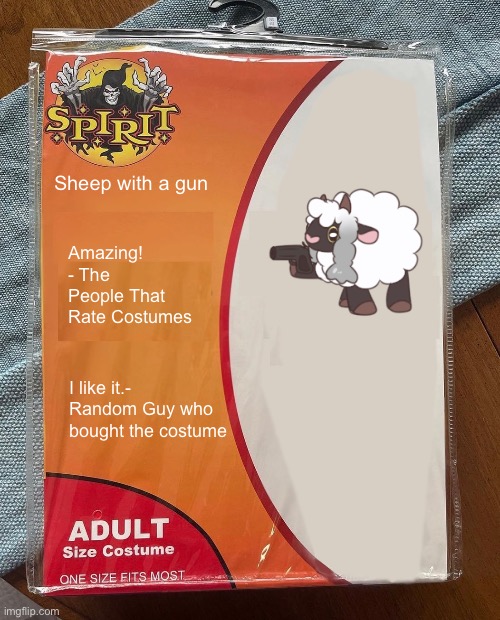 SPIRIT
Sheep with a gun
Amazing!
- The
People That
Rate Costumes
I like it.-
Random Guy who
bought the costume
ADULT
Size Costume
ONE SIZE FITS MOST
imgflip.com